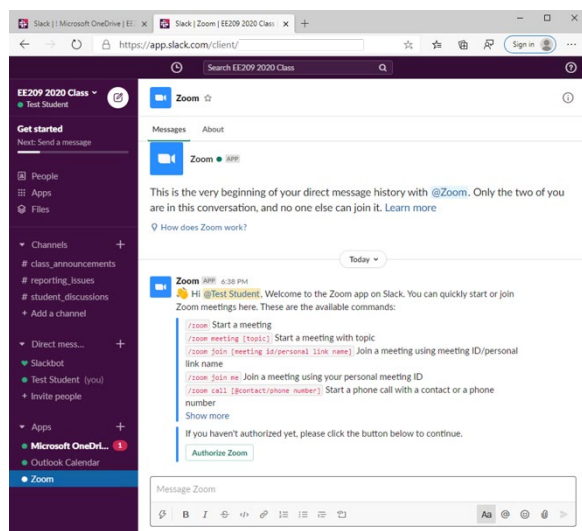 Slack | ! Microsoft OneDrive | EE
Slack | Zoom | EE209 2020 Class
https://app.slack.com/client/
Sign in
Search EE209 2020 Class
EE209 2020 Class
Test Student
Get started
Next: Send a message
People
Apps
Files
Channels
# class_announcements
# reporting_issues
# student_discussions
+ Add a channel
Direct mess...
Slackbot
Test Student (you)
+ Invite people
Apps
Microsoft OneDri... 1
Outlook Calendar
Zoom
Zoom
Messages About
Zoom APP
This is the very beginning of your direct message history with @Zoom. Only the two of you
are in this conversation, and no one else can join it. Learn more
How does Zoom work?
Today
Zoom APP 6:38 PM
Hi @Test Student. Welcome to the Zoom app on Slack. You can quickly start or join
Zoom meetings here. These are the available commands:
/zoom Start a meeting
/zoom meeting [topic] Start a meeting with topic
/zoom join [meeting id/personal link name] Join a meeting using meeting ID/personal
link name
/zoom join me Join a meeting using your personal meeting ID
/zoom call [@contact/phone number] Start a phone call with a contact or a phone
number
Show more
If you haven't authorized yet, please click the button below to continue.
Authorize Zoom
Message Zoom
B I
Aa @